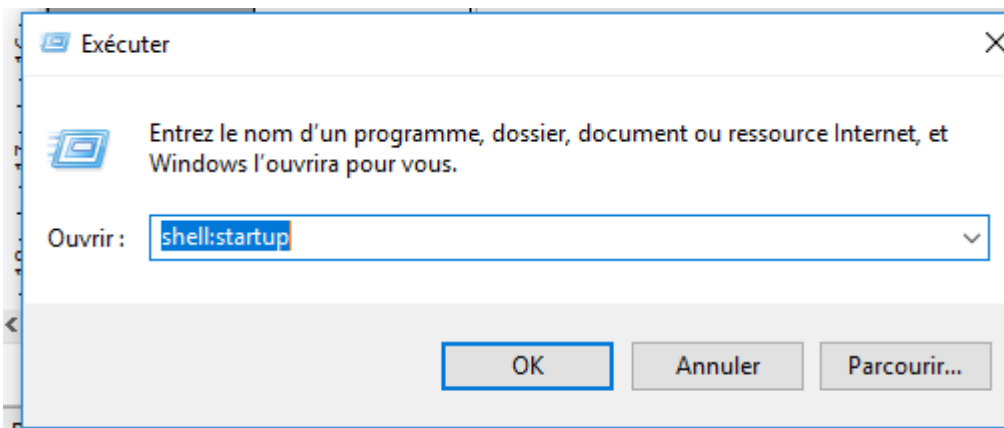 Exécuter
Entrez le nom d'un programme, dossier, document ou ressource Internet, et
Windows l'ouvrira pour vous.
Ouvrir :
shell:startup
OK
Annuler
Parcourir...